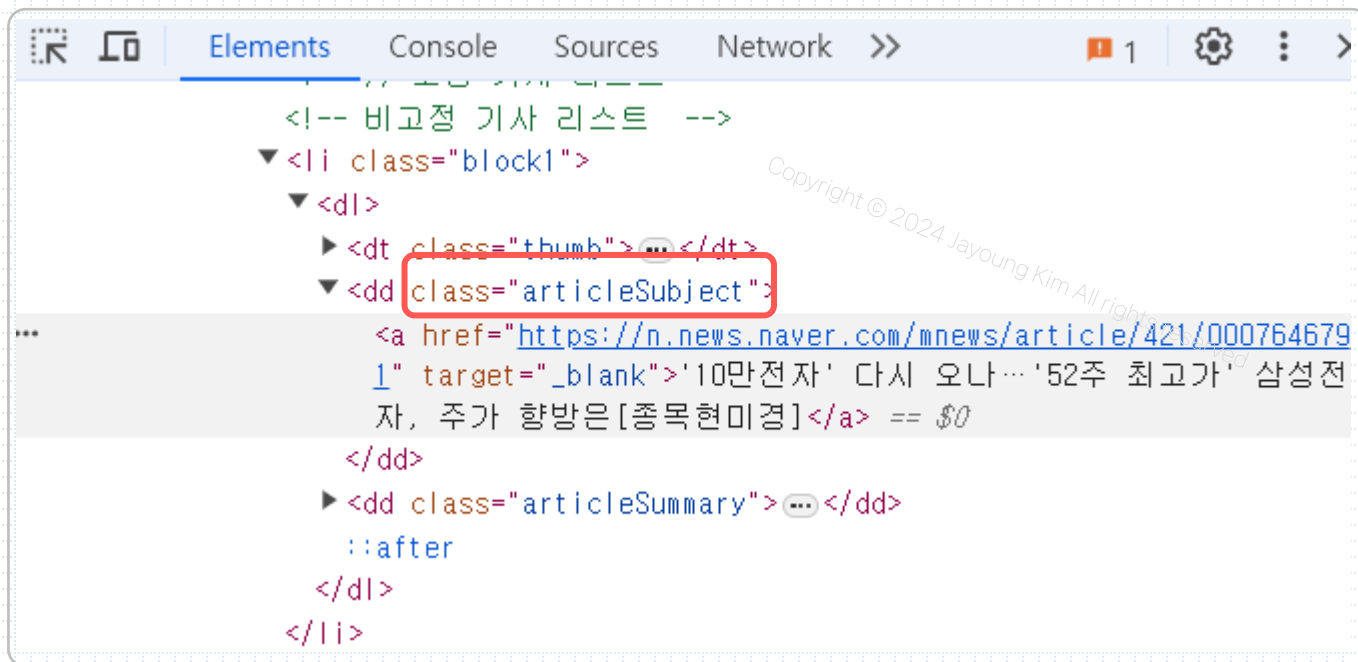 Elements Console Sources Network >> 1
<!-- 비고정 기사 리스트 -->
▼<li class="block1">
▼<dl>
▶<dt class="thumb">…</dt>
▼<dd class="articleSubject">
<a href="https://n.news.naver.com/mnews/article/421/000764679
1" target="_blank">'10만전자' 다시 오나…'52주 최고가' 삼성전
자, 주가 향방은[종목현미경]</a> == $0
</dd>
▶<dd class="articleSummary">…</dd>
::after
</dl>
</li>
Copyright © 2024 Jayoung Kim All rights reserved